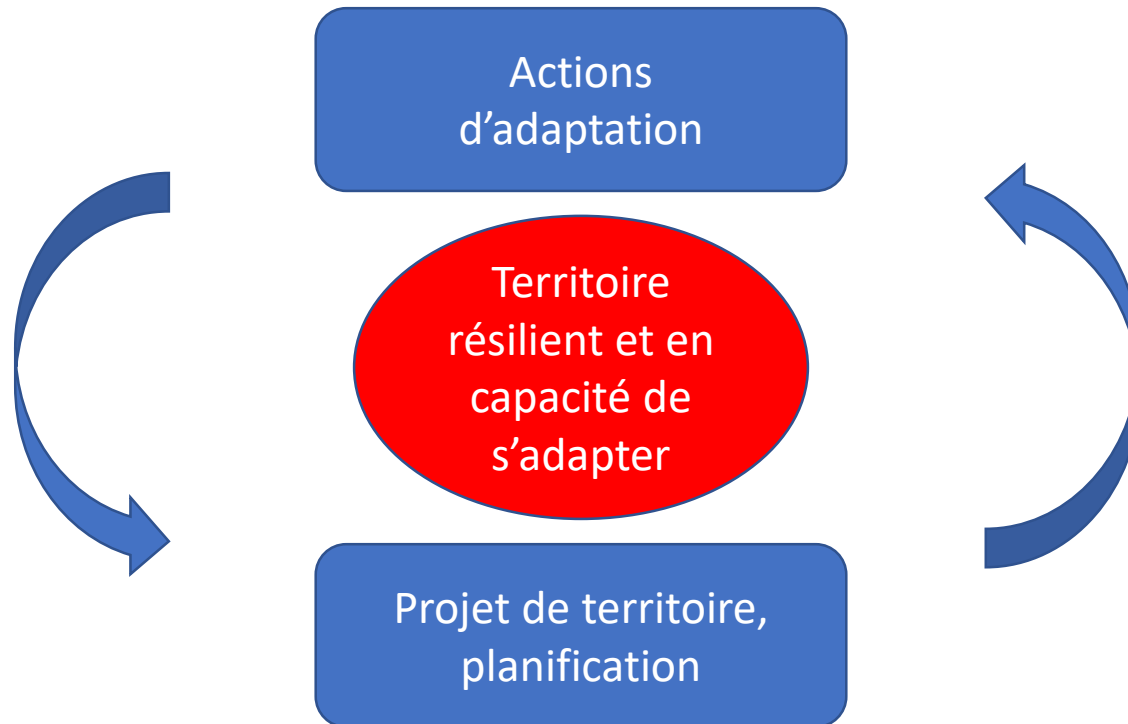 Actions
d’adaptation
Territoire
résilient et en
capacité de
s’adapter
Projet de territoire,
planification